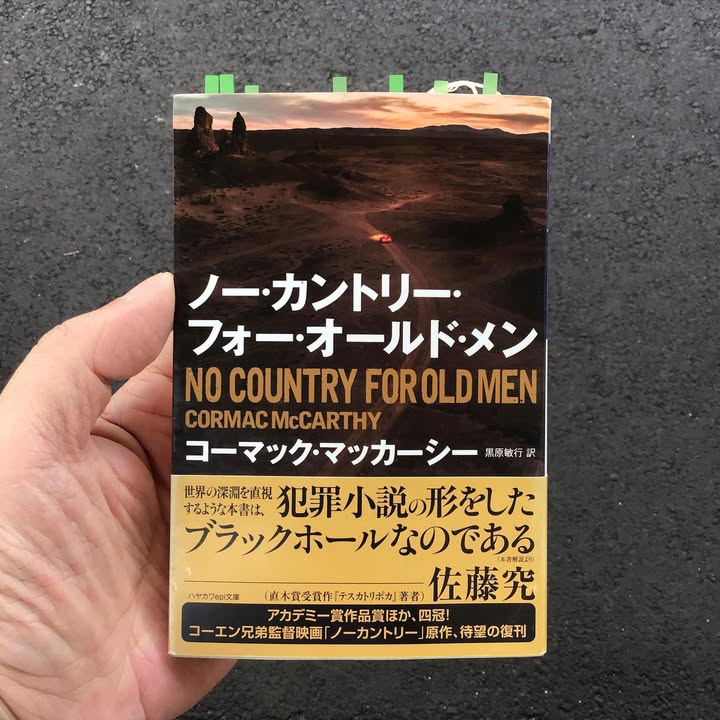 ノー・カントリー・
フォー・オールド・メン
NO COUNTRY FOR OLD MEN
CORMAC McCARTHY
コーマック・マッカーシー 黒原敏行 訳
世界の深淵を直視
するような本書は、
犯罪小説の形をした
ブラックホールなのである
(本書解説より)
ハヤカワepi文庫
(直木賞受賞作『テスカトリポカ』著者) 佐藤究
アカデミー賞作品賞ほか、四冠!
コーエン兄弟監督映画「ノーカントリー」原作、待望の復刊